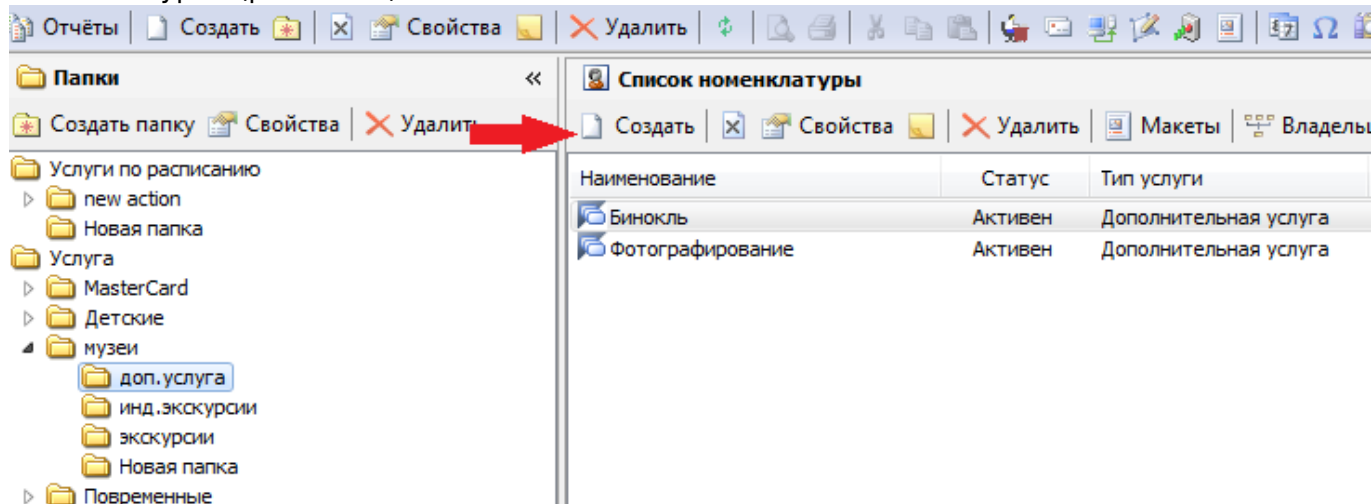 Отчёты Создать Свойства Удалить
Папки
Создать папку Свойства Удалить
Услуги по расписанию
new action
Новая папка
Услуга
MasterCard
Детские
музеи
доп.услуга
инд.экскурсии
экскурсии
Новая папка
Повременные
Список номенклатуры
Создать Свойства Удалить Макеты
Наименование Статус Тип услуги
Бинокль Активен Дополнительная услуга
Фотографирование Активен Дополнительная услуга